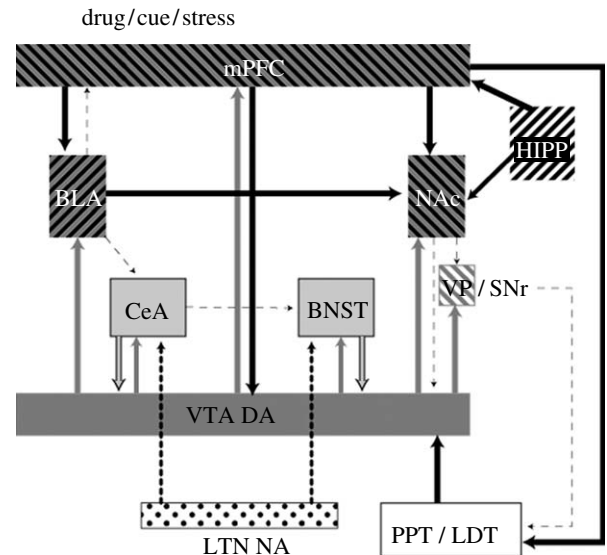 drug/cue/stress
mPFC
HIPP
BLA
NAc
VP / SNr
CeA
BNST
VTA DA
PPT / LDT
LTN NA